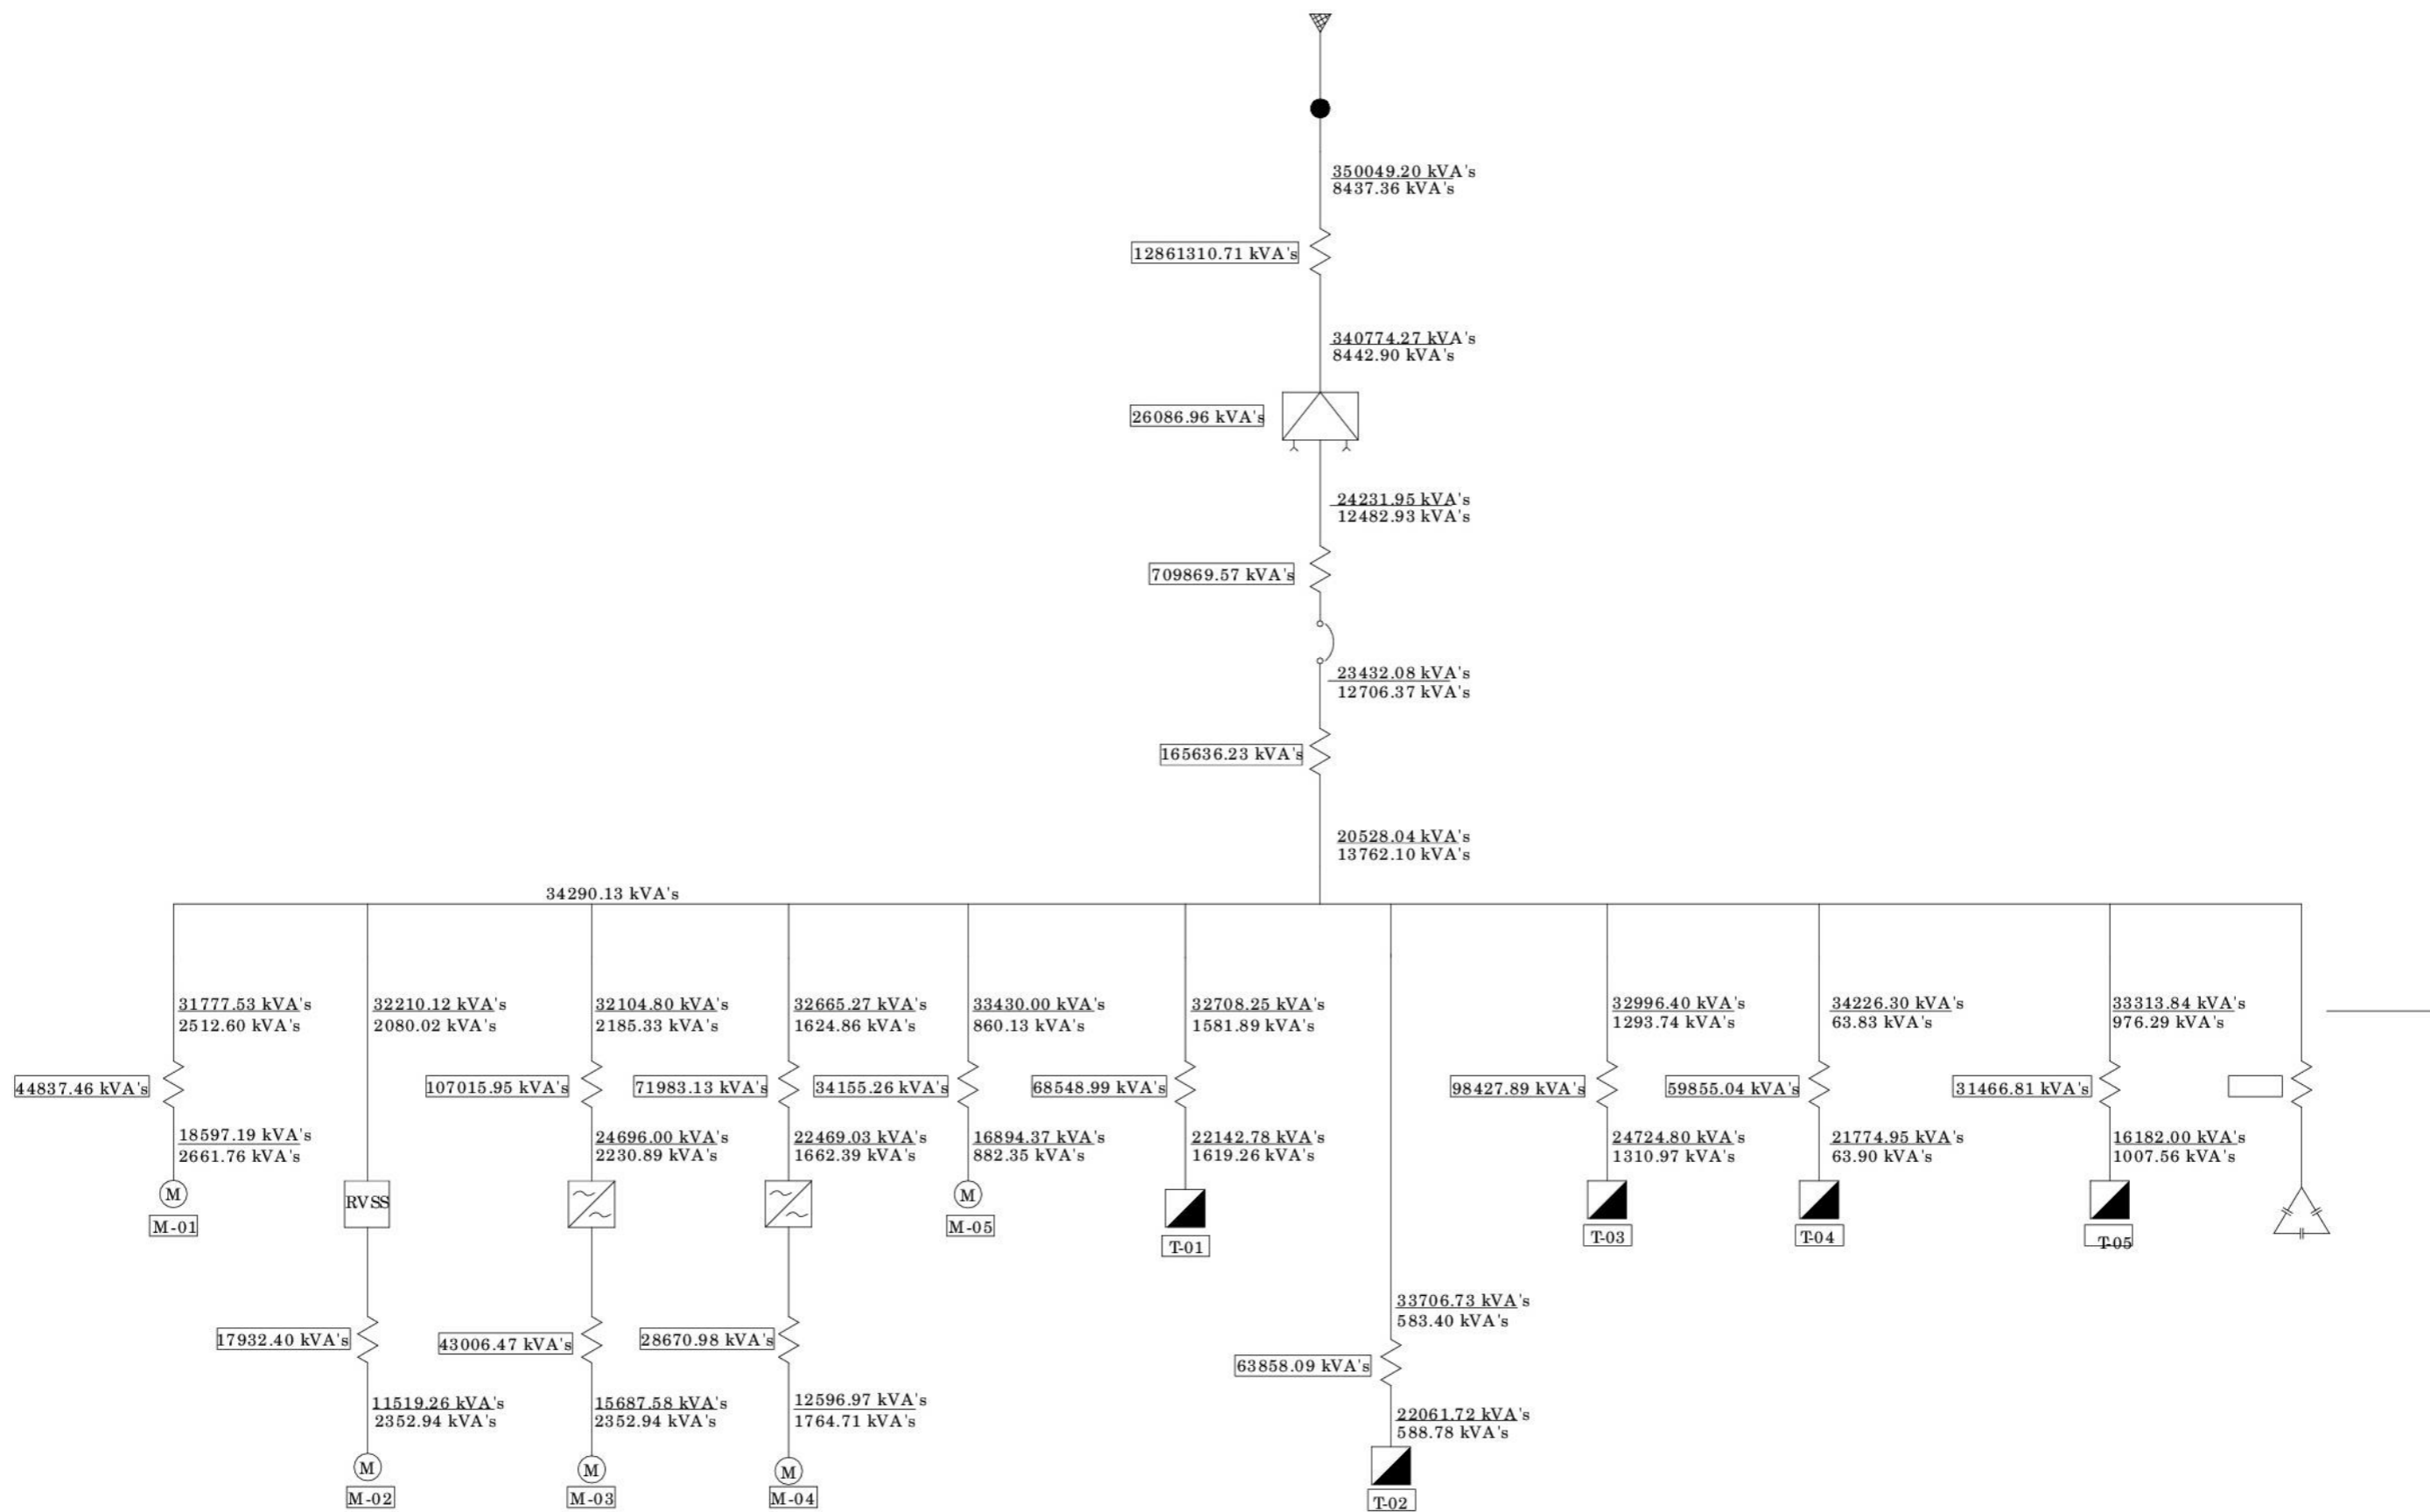 350049.20 kVA's
8437.36 kVA's
12861310.71 kVA's
340774.27 kVA's
8442.90 kVA's
26086.96 kVA's
24231.95 kVA's
12482.93 kVA's
709869.57 kVA's
23432.08 kVA's
12706.37 kVA's
165636.23 kVA's
20528.04 kVA's
13762.10 kVA's
34290.13 kVA's
31777.53 kVA's
2512.60 kVA's
44837.46 kVA's
18597.19 kVA's
2661.76 kVA's
M
M-01
32210.12 kVA's
2080.02 kVA's
RVSS
17932.40 kVA's
11519.26 kVA's
2352.94 kVA's
M
M-02
32104.80 kVA's
2185.33 kVA's
107015.95 kVA's
24696.00 kVA's
2230.89 kVA's
43006.47 kVA's
15687.58 kVA's
2352.94 kVA's
M
M-03
32665.27 kVA's
1624.86 kVA's
71983.13 kVA's
22469.03 kVA's
1662.39 kVA's
28670.98 kVA's
12596.97 kVA's
1764.71 kVA's
M
M-04
33430.00 kVA's
860.13 kVA's
34155.26 kVA's
16894.37 kVA's
882.35 kVA's
M
M-05
32708.25 kVA's
1581.89 kVA's
68548.99 kVA's
22142.78 kVA's
1619.26 kVA's
T-01
33706.73 kVA's
583.40 kVA's
63858.09 kVA's
22061.72 kVA's
588.78 kVA's
T-02
32996.40 kVA's
1293.74 kVA's
98427.89 kVA's
24724.80 kVA's
1310.97 kVA's
T-03
34226.30 kVA's
63.83 kVA's
59855.04 kVA's
21774.95 kVA's
63.90 kVA's
T-04
33313.84 kVA's
976.29 kVA's
31466.81 kVA's
16182.00 kVA's
1007.56 kVA's
T-05